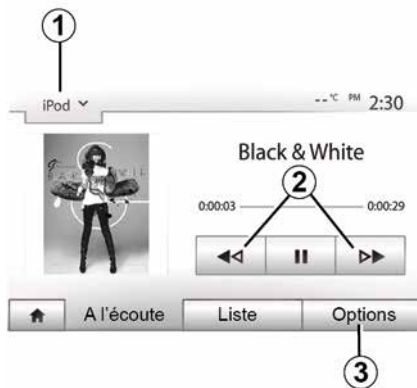 1
iPod
--°C PM 2:30
Black & White
2
0:00:03 0:00:29
A l'écoute Liste Options
3